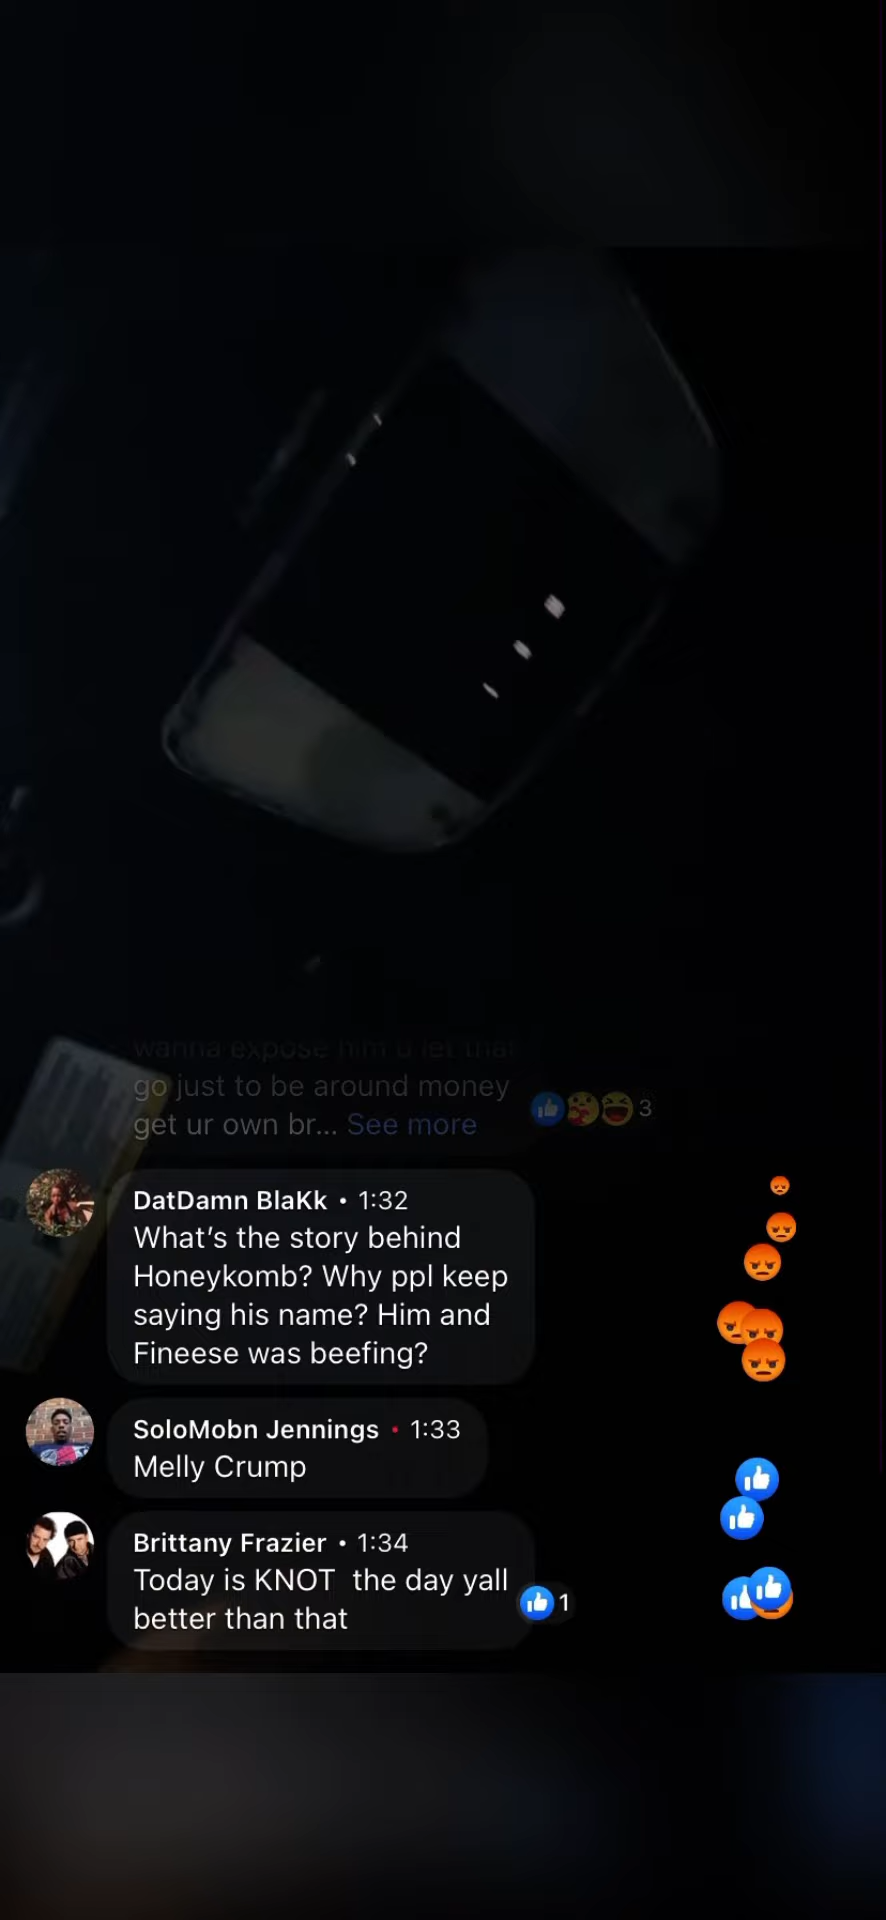 wanna expose him u let that
go just to be around money
get ur own br... See more
3
DatDamn BlaKk • 1:32
What's the story behind
Honeykomb? Why ppl keep
saying his name? Him and
Fineese was beefing?
SoloMobn Jennings • 1:33
Melly Crump
Brittany Frazier • 1:34
Today is KNOT  the day yall
better than that
1